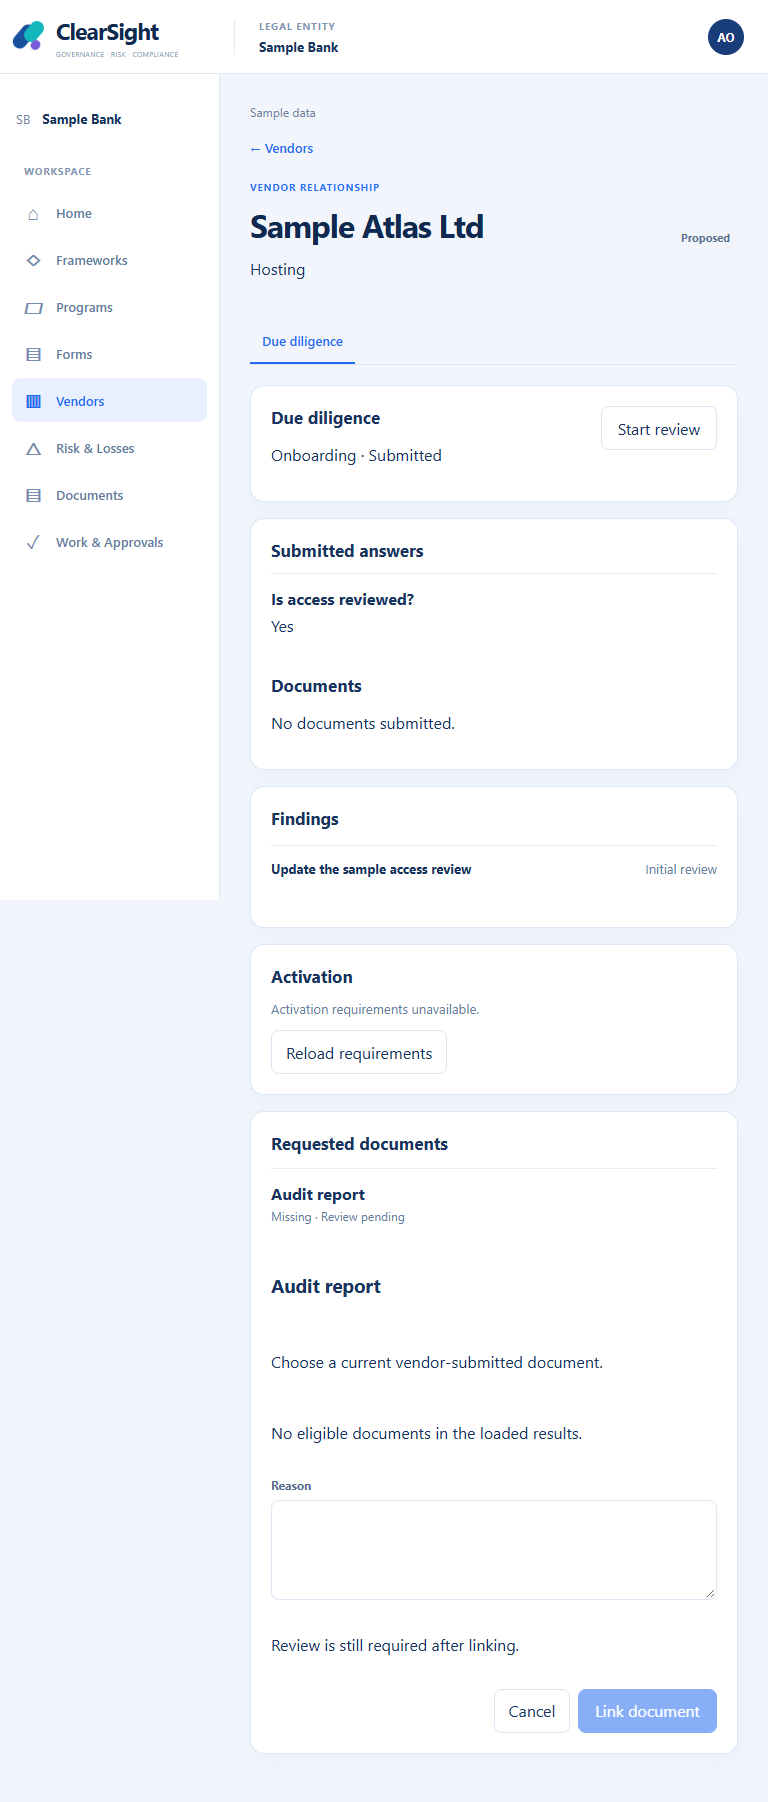 ClearSight
GOVERNANCE · RISK · COMPLIANCE
LEGAL ENTITY
Sample Bank
AO
SB Sample Bank
WORKSPACE
Home
Frameworks
Programs
Forms
Vendors
Risk & Losses
Documents
Work & Approvals
Sample data
← Vendors
VENDOR RELATIONSHIP
Sample Atlas Ltd
Proposed
Hosting
Due diligence
Due diligence
Start review
Onboarding · Submitted
Submitted answers
Is access reviewed?
Yes
Documents
No documents submitted.
Findings
Update the sample access review
Initial review
Activation
Activation requirements unavailable.
Reload requirements
Requested documents
Audit report
Missing · Review pending
Audit report
Choose a current vendor-submitted document.
No eligible documents in the loaded results.
Reason
Review is still required after linking.
Cancel
Link document